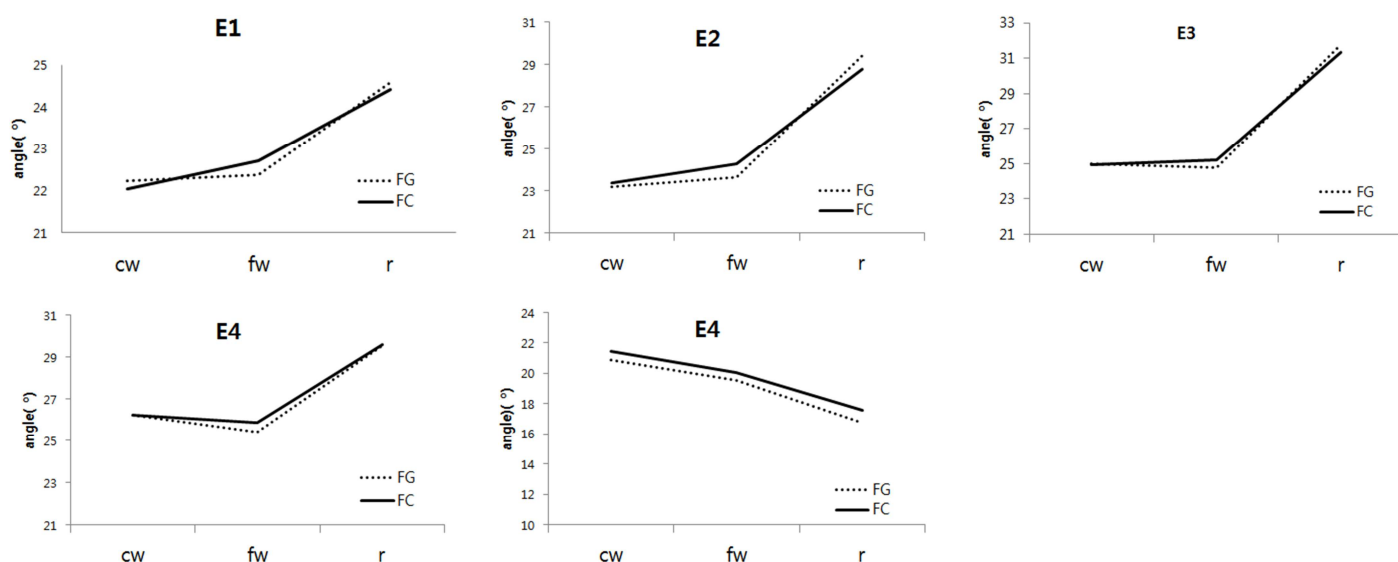 E1
angle( °)
25
24
23
22
21
FG
FC
cw fw r
E2
anlge( °)
31
29
27
25
23
21
FG
FC
cw fw r
E3
angle( °)
33
31
29
27
25
23
21
FG
FC
cw fw r
E4
angle( °)
31
29
27
25
23
21
FG
FC
cw fw r
E4
angle)( °)
24
22
20
18
16
14
12
10
FG
FC
cw fw r